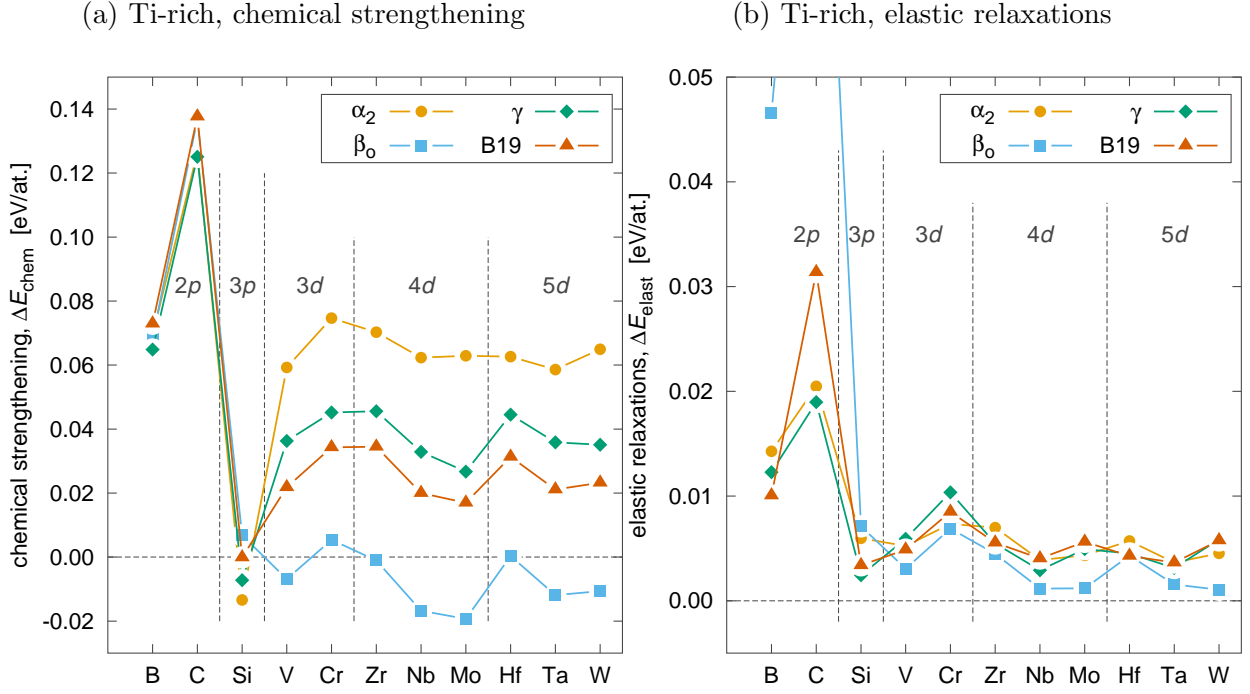 (a) Ti-rich, chemical strengthening
chemical strengthening, ΔE_chem [eV/at.]
0.14
0.12
0.10
0.08
0.06
0.04
0.02
0.00
-0.02
α₂ γ
βₒ B19
2p 3p 3d 4d 5d
B C Si V Cr Zr Nb Mo Hf Ta W
(b) Ti-rich, elastic relaxations
elastic relaxations, ΔE_elast [eV/at.]
0.05
0.04
0.03
0.02
0.01
0.00
α₂ γ
βₒ B19
2p 3p 3d 4d 5d
B C Si V Cr Zr Nb Mo Hf Ta W